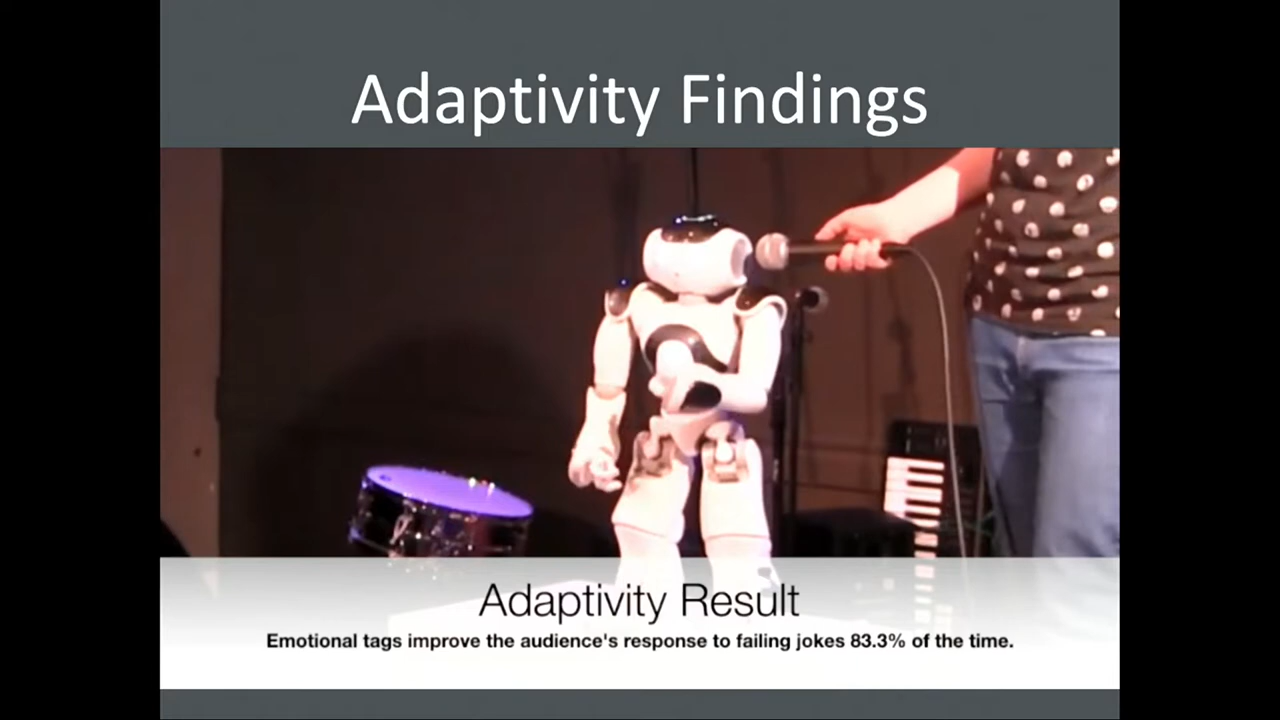 Adaptivity Findings
Adaptivity Result
Emotional tags improve the audience's response to failing jokes 83.3% of the time.